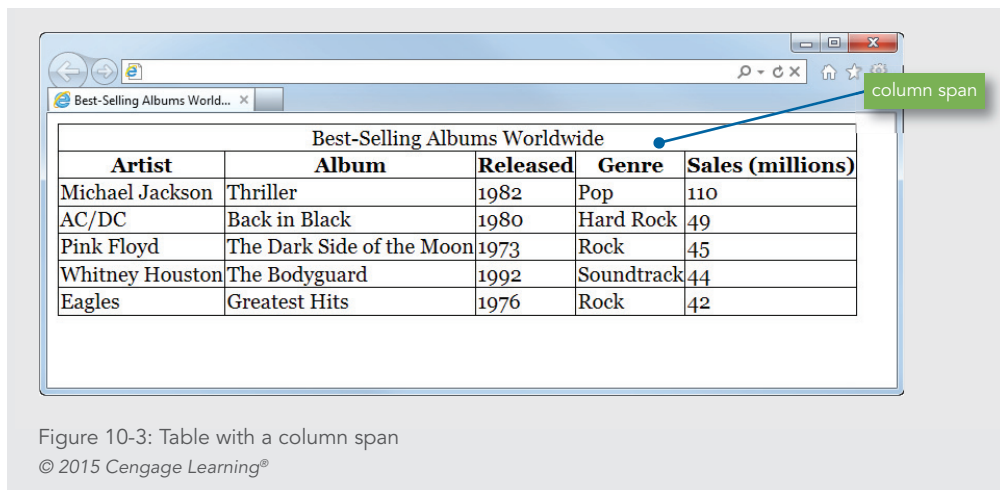 Best-Selling Albums World...
column span
Best-Selling Albums Worldwide
Artist Album Released Genre Sales (millions)
Michael Jackson Thriller 1982 Pop 110
AC/DC Back in Black 1980 Hard Rock 49
Pink Floyd The Dark Side of the Moon 1973 Rock 45
Whitney Houston The Bodyguard 1992 Soundtrack 44
Eagles Greatest Hits 1976 Rock 42
Figure 10-3: Table with a column span
© 2015 Cengage Learning®